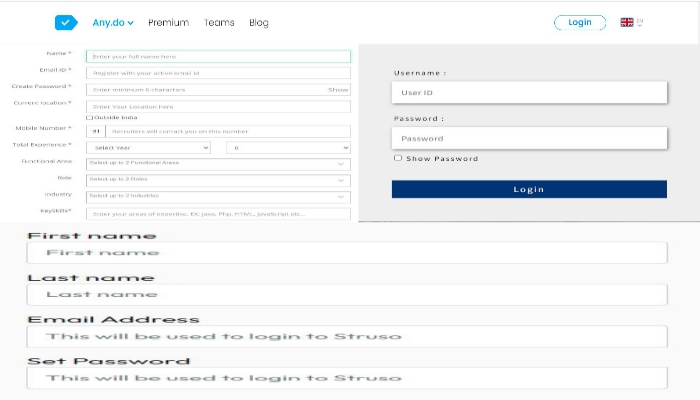 Any.do Premium Teams Blog Login EN
Name *
Enter your full name here
Email ID *
Register with your active email id
Create Password *
Enter minimum 6 characters Show
Current location *
Enter Your Location here
Outside India
Mobile Number *
91 Recruiters will contact you on this number
Total Experience *
Select Year 0
Functional Area
Select up to 2 Functional Areas
Role
Select up to 2 Roles
Industry
Select up to 2 Industries
Keyskills*
Enter your areas of expertise, EX: Java, Php, HTML, JavaScript etc...
Username :
User ID
Password :
Password
Show Password
Login
First name
First name
Last name
Last name
Email Address
This will be used to login to Struso
Set Password
This will be used to login to Struso